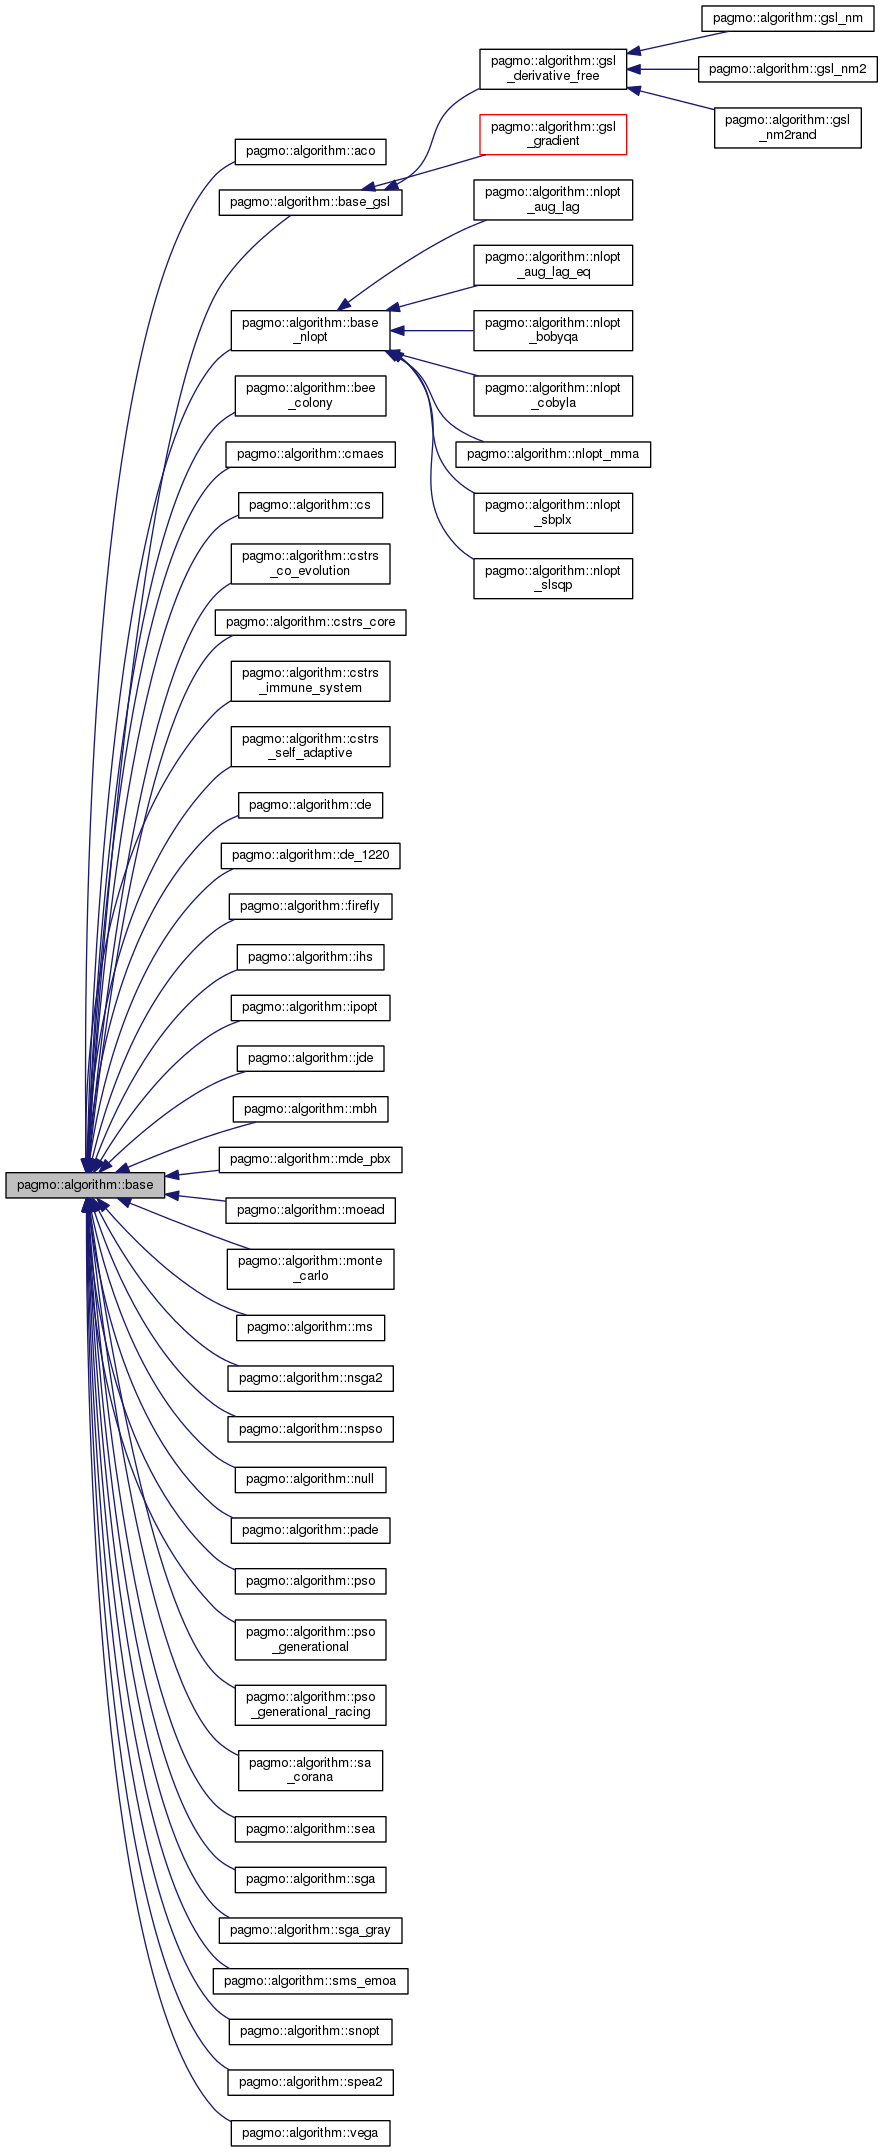 pagmo::algorithm::gsl_nm
pagmo::algorithm::gsl
_derivative_free
pagmo::algorithm::gsl_nm2
pagmo::algorithm::gsl
_nm2rand
pagmo::algorithm::gsl
_gradient
pagmo::algorithm::aco
pagmo::algorithm::base_gsl
pagmo::algorithm::nlopt
_aug_lag
pagmo::algorithm::nlopt
_aug_lag_eq
pagmo::algorithm::base
_nlopt
pagmo::algorithm::nlopt
_bobyqa
pagmo::algorithm::bee
_colony
pagmo::algorithm::nlopt
_cobyla
pagmo::algorithm::cmaes
pagmo::algorithm::nlopt_mma
pagmo::algorithm::cs
pagmo::algorithm::nlopt
_sbplx
pagmo::algorithm::cstrs
_co_evolution
pagmo::algorithm::nlopt
_slsqp
pagmo::algorithm::cstrs_core
pagmo::algorithm::cstrs
_immune_system
pagmo::algorithm::cstrs
_self_adaptive
pagmo::algorithm::de
pagmo::algorithm::de_1220
pagmo::algorithm::firefly
pagmo::algorithm::ihs
pagmo::algorithm::ipopt
pagmo::algorithm::jde
pagmo::algorithm::mbh
pagmo::algorithm::mde_pbx
pagmo::algorithm::base
pagmo::algorithm::moead
pagmo::algorithm::monte
_carlo
pagmo::algorithm::ms
pagmo::algorithm::nsga2
pagmo::algorithm::nspso
pagmo::algorithm::null
pagmo::algorithm::pade
pagmo::algorithm::pso
pagmo::algorithm::pso
_generational
pagmo::algorithm::pso
_generational_racing
pagmo::algorithm::sa
_corana
pagmo::algorithm::sea
pagmo::algorithm::sga
pagmo::algorithm::sga_gray
pagmo::algorithm::sms_emoa
pagmo::algorithm::snopt
pagmo::algorithm::spea2
pagmo::algorithm::vega